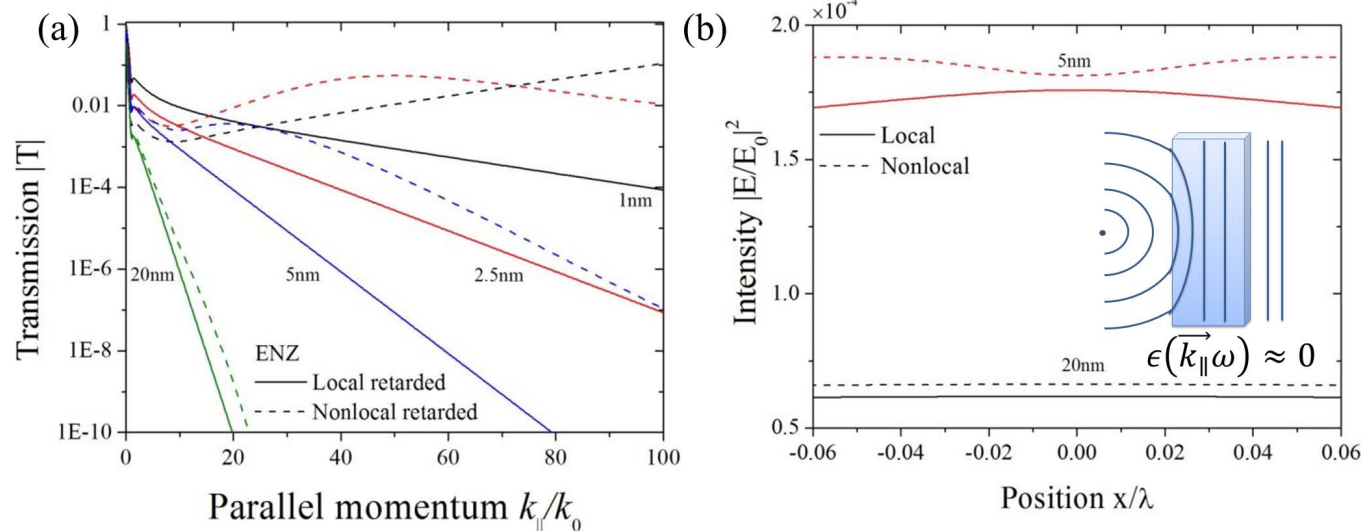 (a)
1
0.01
1E-4
1E-6
1E-8
1E-10
Transmission |T|
1nm
20nm
5nm
2.5nm
ENZ
Local retarded
Nonlocal retarded
0
20
40
60
80
100
Parallel momentum k∥/k0
(b)
×10⁻⁴
2.0
1.5
1.0
0.5
Intensity |E/E0|²
5nm
Local
Nonlocal
ϵ(k∥⃗ω) ≈ 0
20nm
-0.06
-0.04
-0.02
0.00
0.02
0.04
0.06
Position x/λ